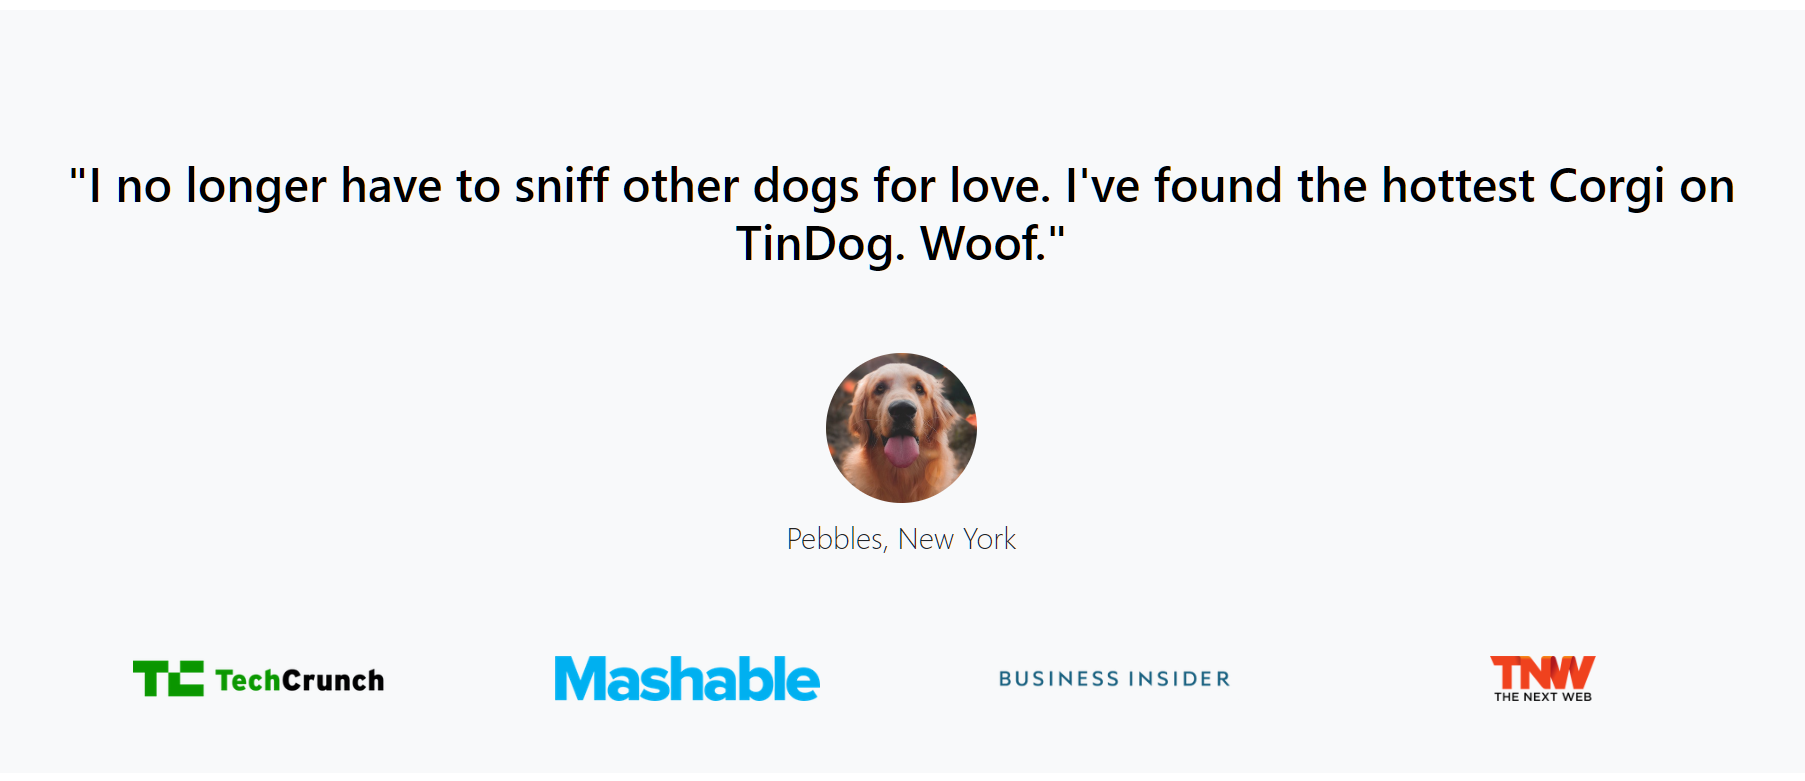 "I no longer have to sniff other dogs for love. I've found the hottest Corgi on
TinDog. Woof."
Pebbles, New York
TC TechCrunch
Mashable
BUSINESS INSIDER
TNW
THE NEXT WEB